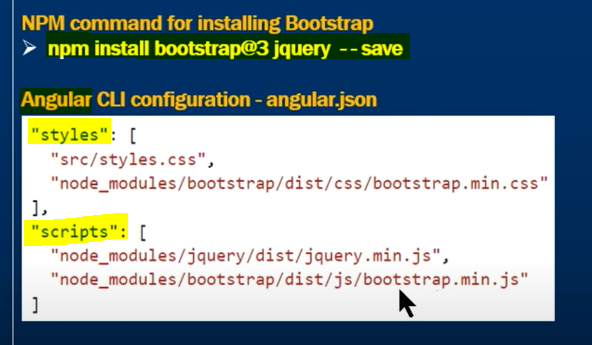 NPM command for installing Bootstrap
➢ npm install bootstrap@3 jquery --save
Angular CLI configuration - angular.json
"styles": [
"src/styles.css",
"node_modules/bootstrap/dist/css/bootstrap.min.css"
],
"scripts": [
"node_modules/jquery/dist/jquery.min.js",
"node_modules/bootstrap/dist/js/bootstrap.min.js"
]